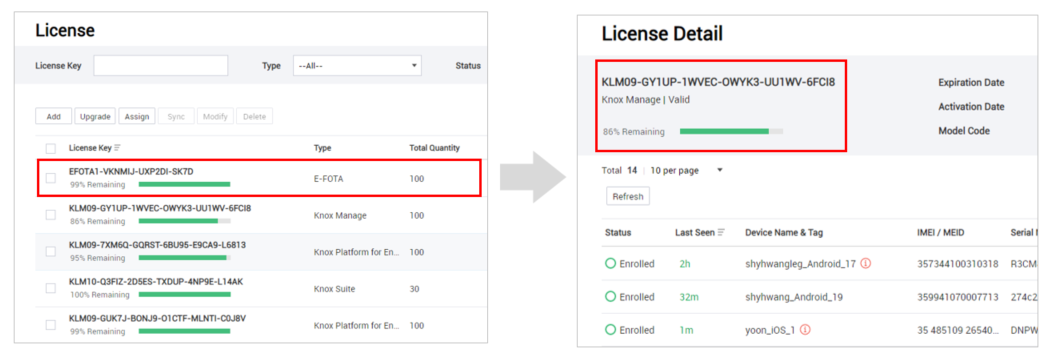 License
License Key Type --All-- Status
Add Upgrade Assign Sync Modify Delete
License Key Type Total Quantity
EFOTA1-VKNMIJ-UXP2DI-SK7D
99% Remaining
E-FOTA 100
KLM09-GY1UP-1WVEC-OWYK3-UU1WV-6FCI8
86% Remaining
Knox Manage 100
KLM09-7XM6Q-GQRST-6BU95-E9CA9-L6813
95% Remaining
Knox Platform for En... 100
KLM10-Q3FIZ-2D5ES-TXDUP-4NP9E-L14AK
100% Remaining
Knox Suite 30
KLM09-GUK7J-BONJ9-O1CTF-MLNTI-C0J8V
99% Remaining
Knox Platform for En... 100
License Detail
KLM09-GY1UP-1WVEC-OWYK3-UU1WV-6FCI8
Knox Manage | Valid
86% Remaining
Expiration Date
Activation Date
Model Code
Total 14 10 per page
Refresh
Status Last Seen Device Name & Tag IMEI / MEID Serial
Enrolled 2h shyhwangleg_Android_17 357344100310318 R3CM
Enrolled 32m shyhwang_Android_19 359941070007713 274c2
Enrolled 1m yoon_iOS_1 35 485109 26540... DNPW